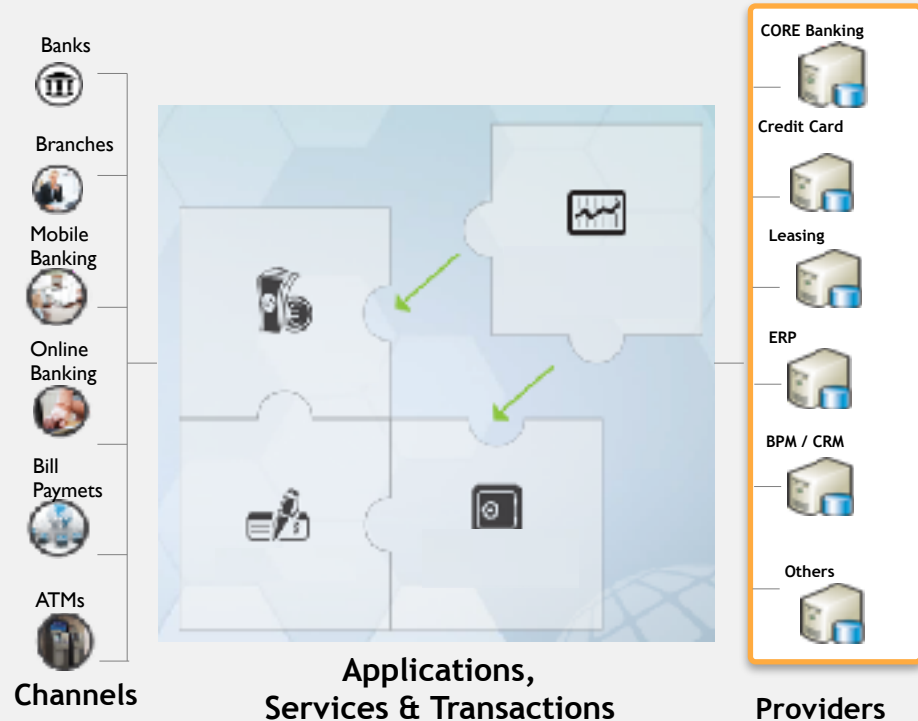 Banks
Branches
Mobile
Banking
Online
Banking
Bill
Paymets
ATMs
Channels
Applications,
Services & Transactions
CORE Banking
Credit Card
Leasing
ERP
BPM / CRM
Others
Providers